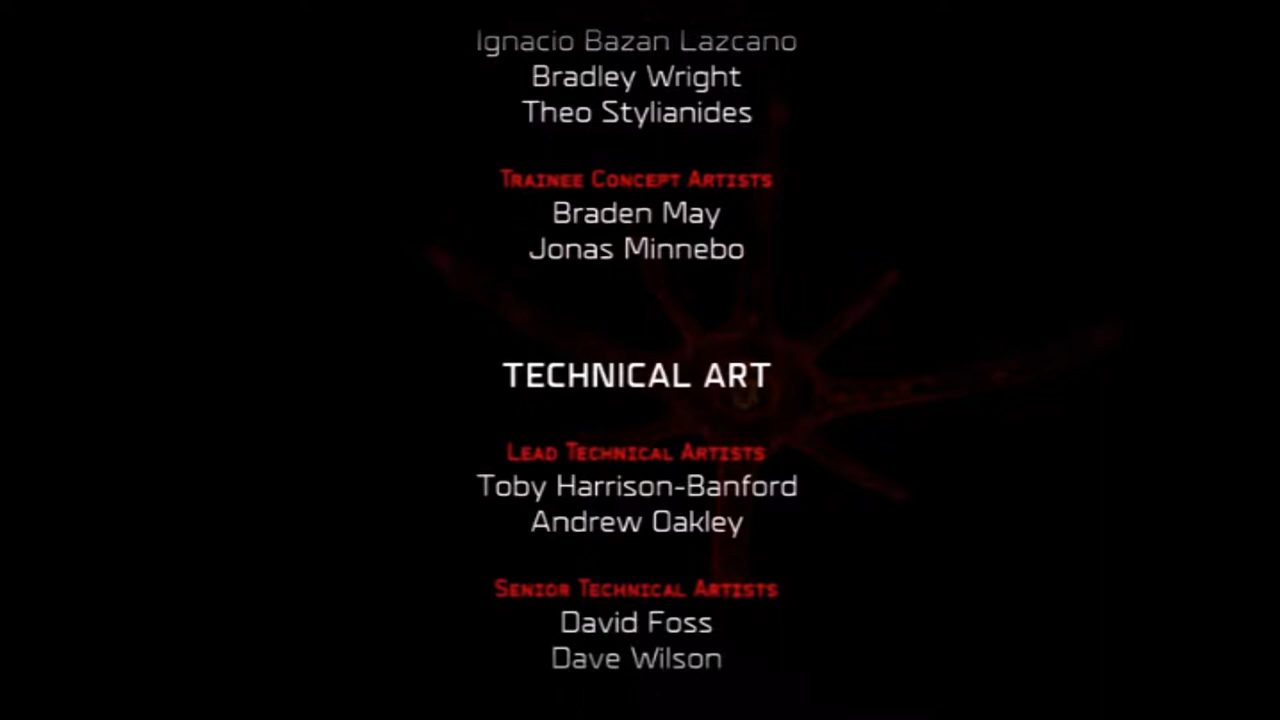 Ignacio Bazan Lazcano
Bradley Wright
Theo Stylianides
Trainee Concept Artists
Braden May
Jonas Minnebo
TECHNICAL ART
Lead Technical Artists
Toby Harrison-Banford
Andrew Oakley
Senior Technical Artists
David Foss
Dave Wilson